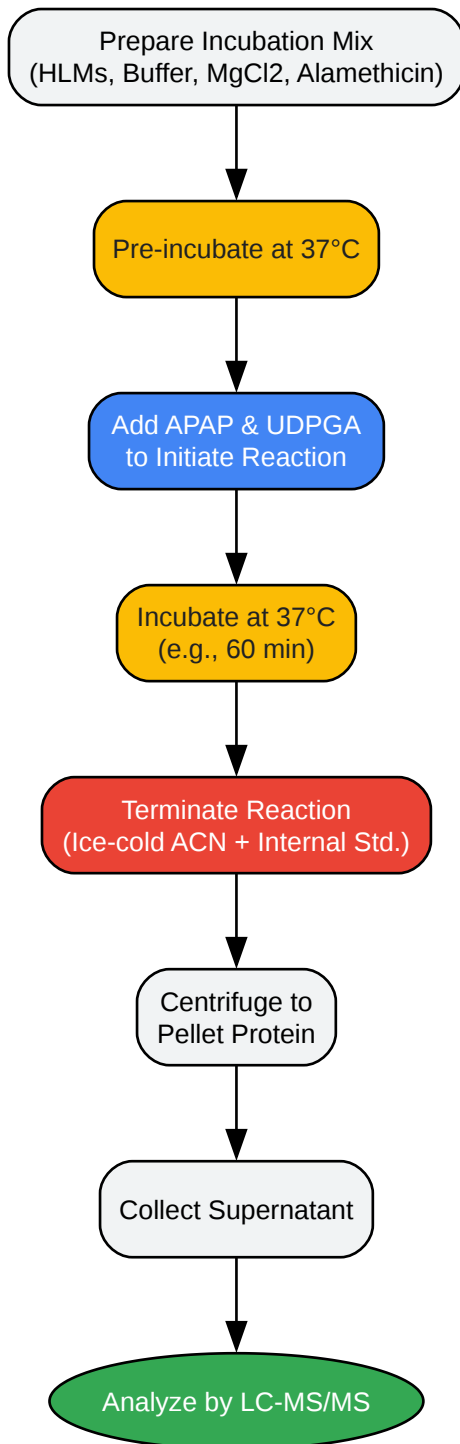 Prepare Incubation Mix
(HLMs, Buffer, MgCl2, Alamethicin)
Pre-incubate at 37°C
Add APAP & UDPGA
to Initiate Reaction
Incubate at 37°C
(e.g., 60 min)
Terminate Reaction
(Ice-cold ACN + Internal Std.)
Centrifuge to
Pellet Protein
Collect Supernatant
Analyze by LC-MS/MS